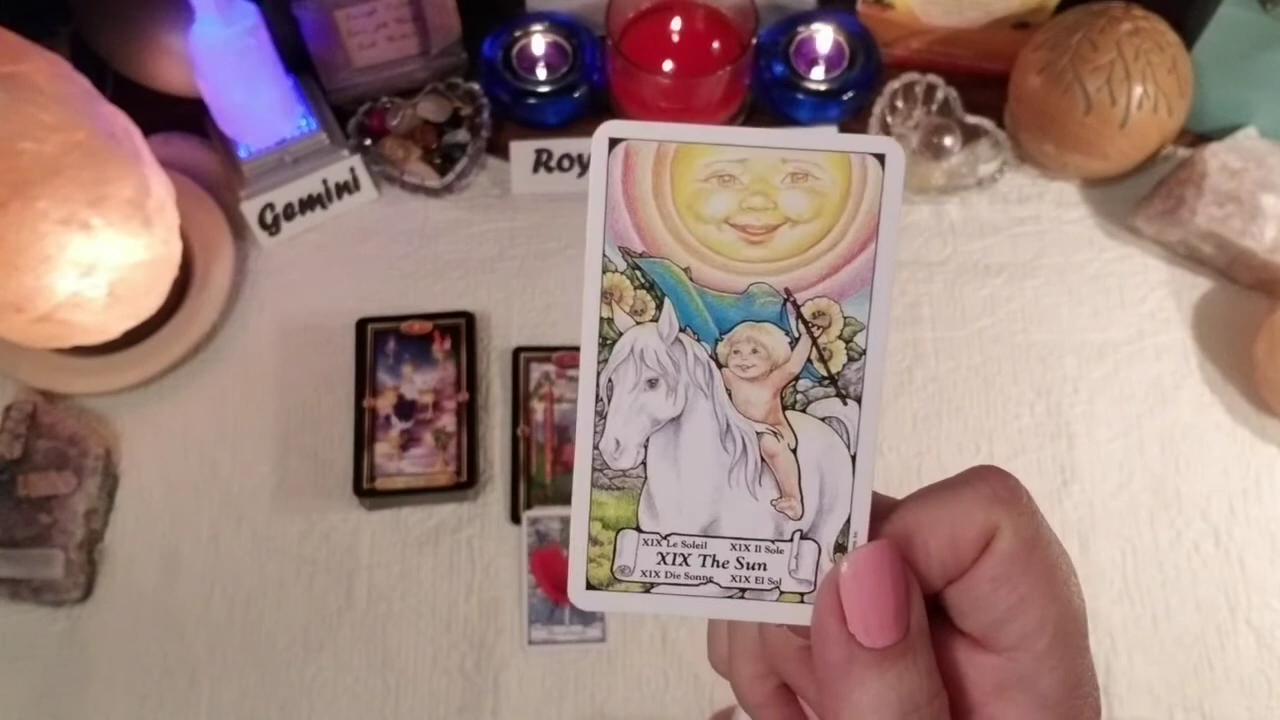 Gemini
Roy
XIX Le Soleil XIX Il Sole
XIX The Sun
XIX Die Sonne XIX El Sol